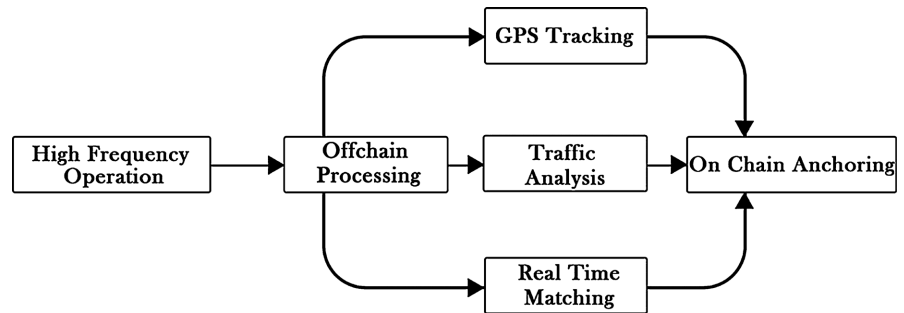 GPS Tracking
High Frequency
Operation
Offchain
Processing
Traffic
Analysis
On Chain Anchoring
Real Time
Matching